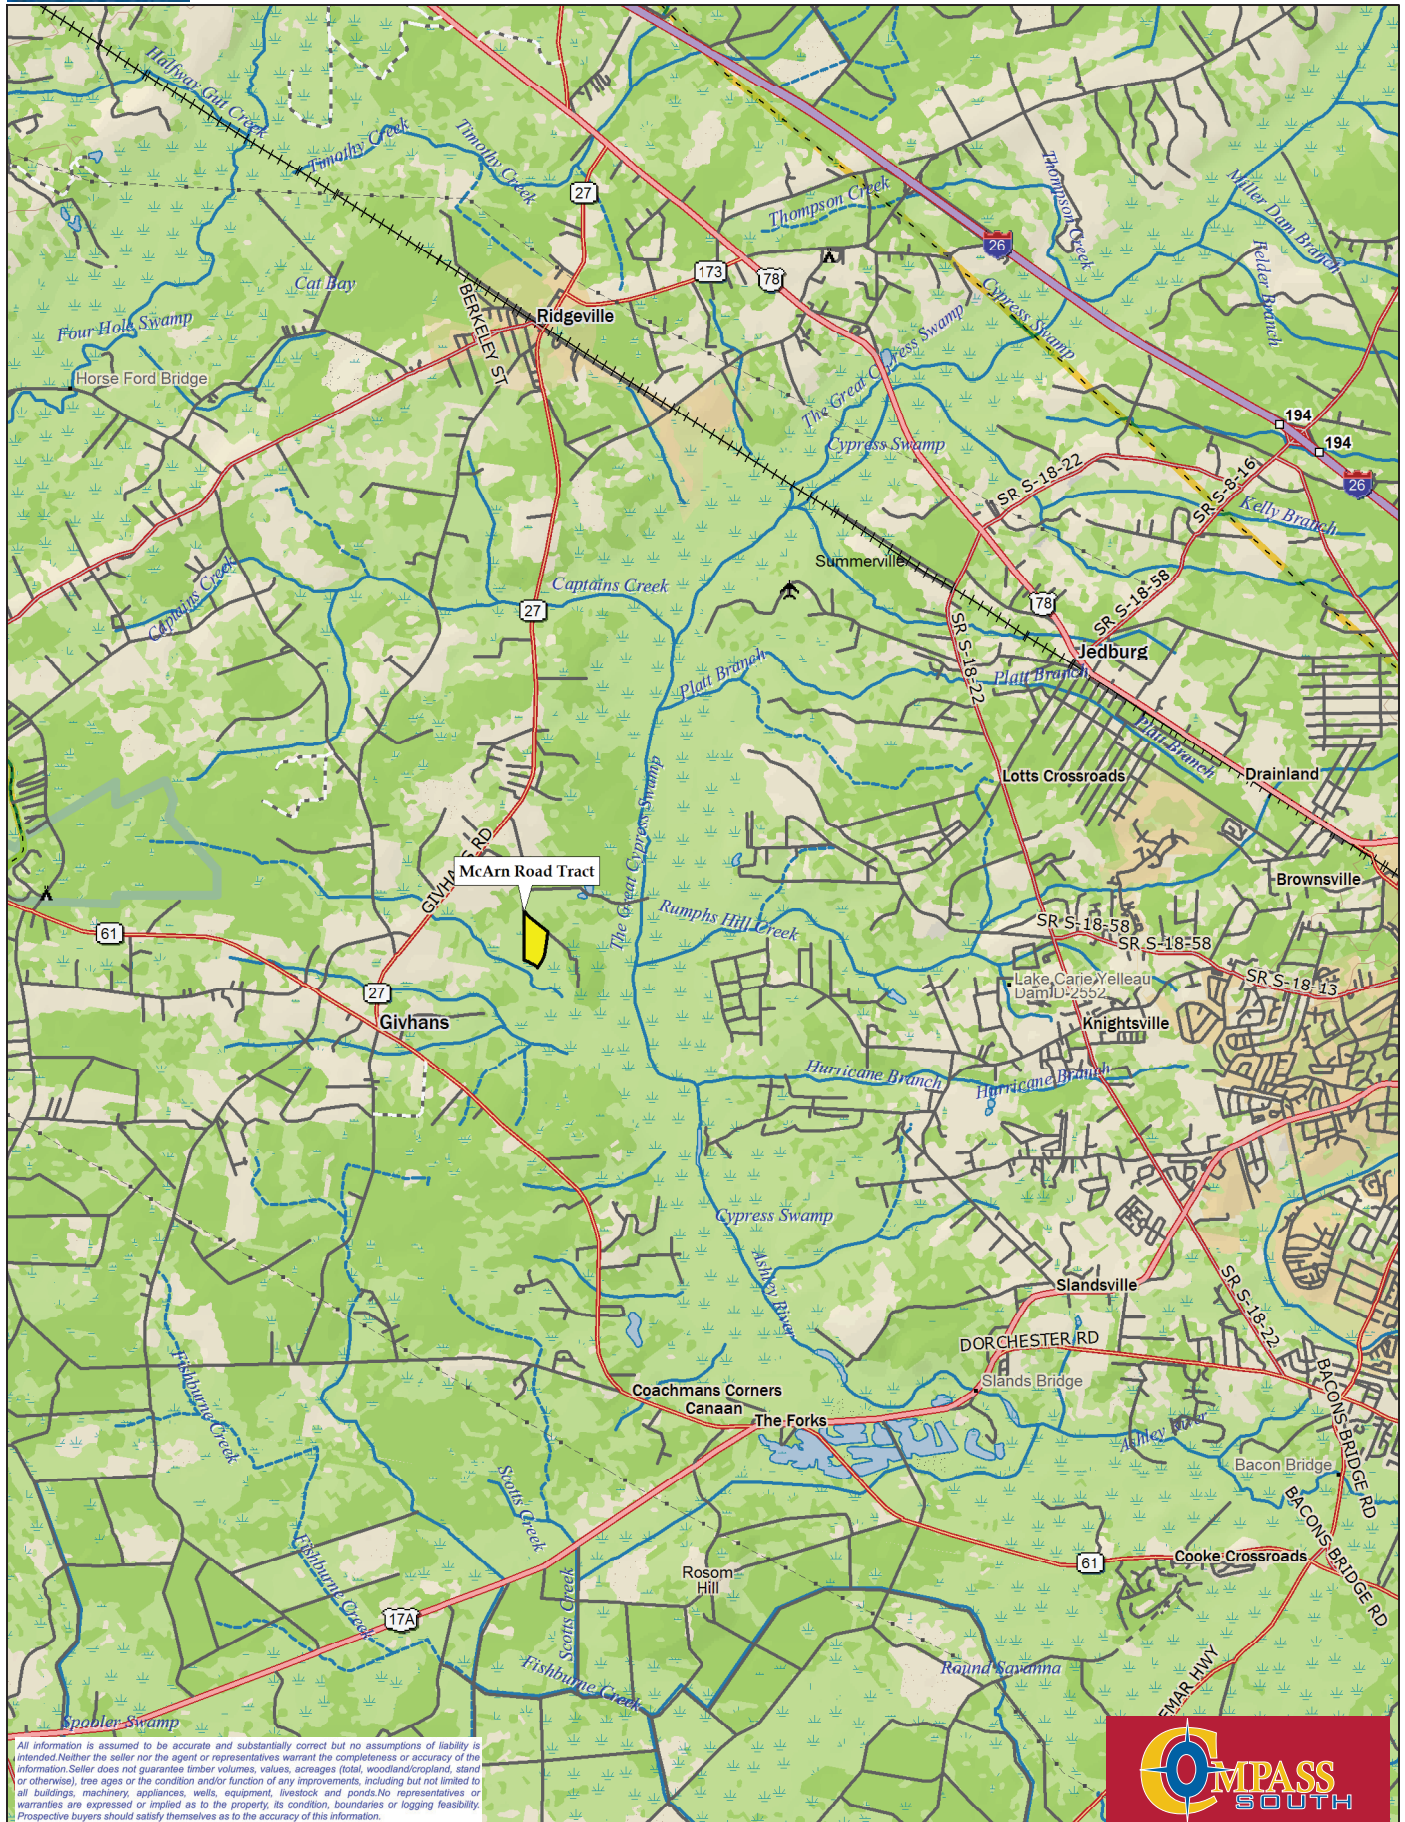 Halfway Gut Creek
Timothy Creek
Timothy Creek
27
Thompson Creek
Thompson Creek
Miller Dam Branch
Felder Branch
26
173
78
Cat Bay
Four Hole Swamp
BERKELEY ST
Ridgeville
Cypress Swamp
The Great Cypress Swamp
Horse Ford Bridge
Cypress Swamp
194
194
26
SR S-18-22
SR S-8-16
Kelly Branch
Summerville
Captains Creek
Captains Creek
27
78
SR S-18-58
SR S-18-22
Jedburg
Platt Branch
Platt Branch
Platt Branch
Lotts Crossroads
Drainland
The Great Cypress Swamp
GIVHANS RD
McArn Road Tract
Brownsville
Rumphs Hill Creek
SR S-18-58
SR S-18-58
61
SR S-18-13
Lake Carie Yelleau
Dam D-2552
27
Givhans
Knightsville
Hurricane Branch
Hurricane Branch
Cypress Swamp
Ashley River
Slandsville
SR S-18-22
DORCHESTER RD
Slands Bridge
Fishburne Creek
Coachmans Corners
Canaan
The Forks
BACONS BRIDGE RD
Ashley River
Bacon Bridge
Scotts Creek
BACONS BRIDGE RD
Fishburne Creek
Cooke Crossroads
61
Rosom
Hill
Scotts Creek
17A
Fishburne Creek
Round Savanna
EMAR HWY
Spooler Swamp
All information is assumed to be accurate and substantially correct but no assumptions of liability is
intended.Neither the seller nor the agent or representatives warrant the completeness or accuracy of the
information.Seller does not guarantee timber volumes, values, acreages (total, woodland/cropland, stand
or otherwise), tree ages or the condition and/or function of any improvements, including but not limited to
all buildings, machinery, appliances, wells, equipment, livestock and ponds.No representatives or
warranties are expressed or implied as to the property, its condition, boundaries or logging feasibility.
Prospective buyers should satisfy themselves as to the accuracy of this information.
COMPASS
SOUTH